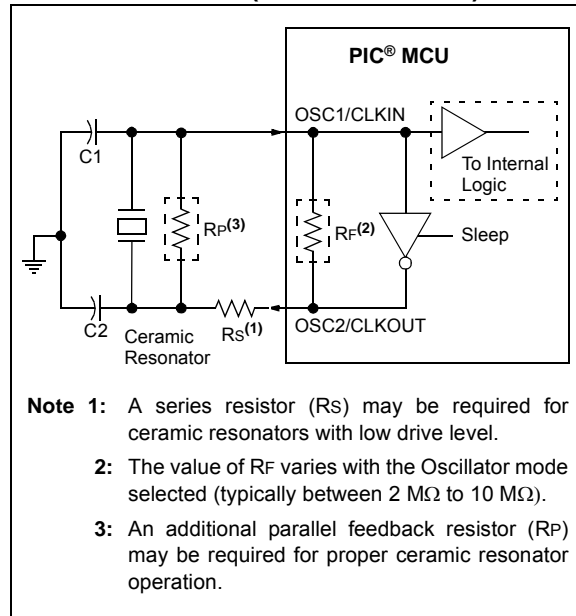 PIC® MCU
OSC1/CLKIN
C1
To Internal
Logic
RP(3)
RF(2)
Sleep
C2
Ceramic
Resonator
RS(1)
OSC2/CLKOUT
Note 1: A series resistor (RS) may be required for
ceramic resonators with low drive level.
2: The value of RF varies with the Oscillator mode
selected (typically between 2 MΩ to 10 MΩ).
3: An additional parallel feedback resistor (RP)
may be required for proper ceramic resonator
operation.